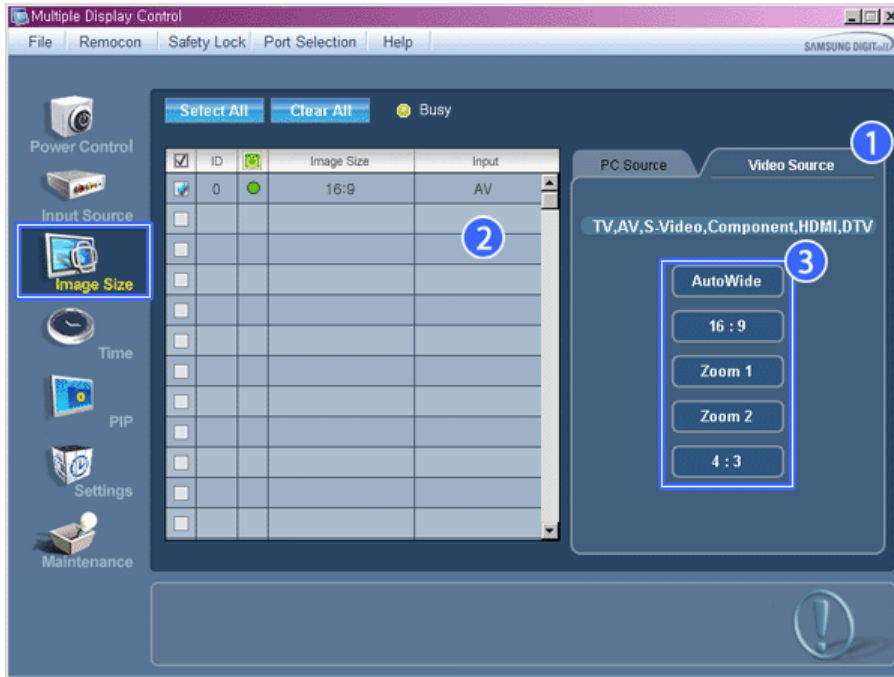 Multiple Display Control
File Remocon Safety Lock Port Selection Help
SAMSUNG DIGITall
Select All Clear All Busy
Power Control
Input Source
Image Size
Time
PIP
Settings
Maintenance
ID Image Size Input
0 16:9 AV
2
1
PC Source Video Source
TV,AV,S-Video,Component,HDMI,DTV
3
AutoWide
16 : 9
Zoom 1
Zoom 2
4 : 3